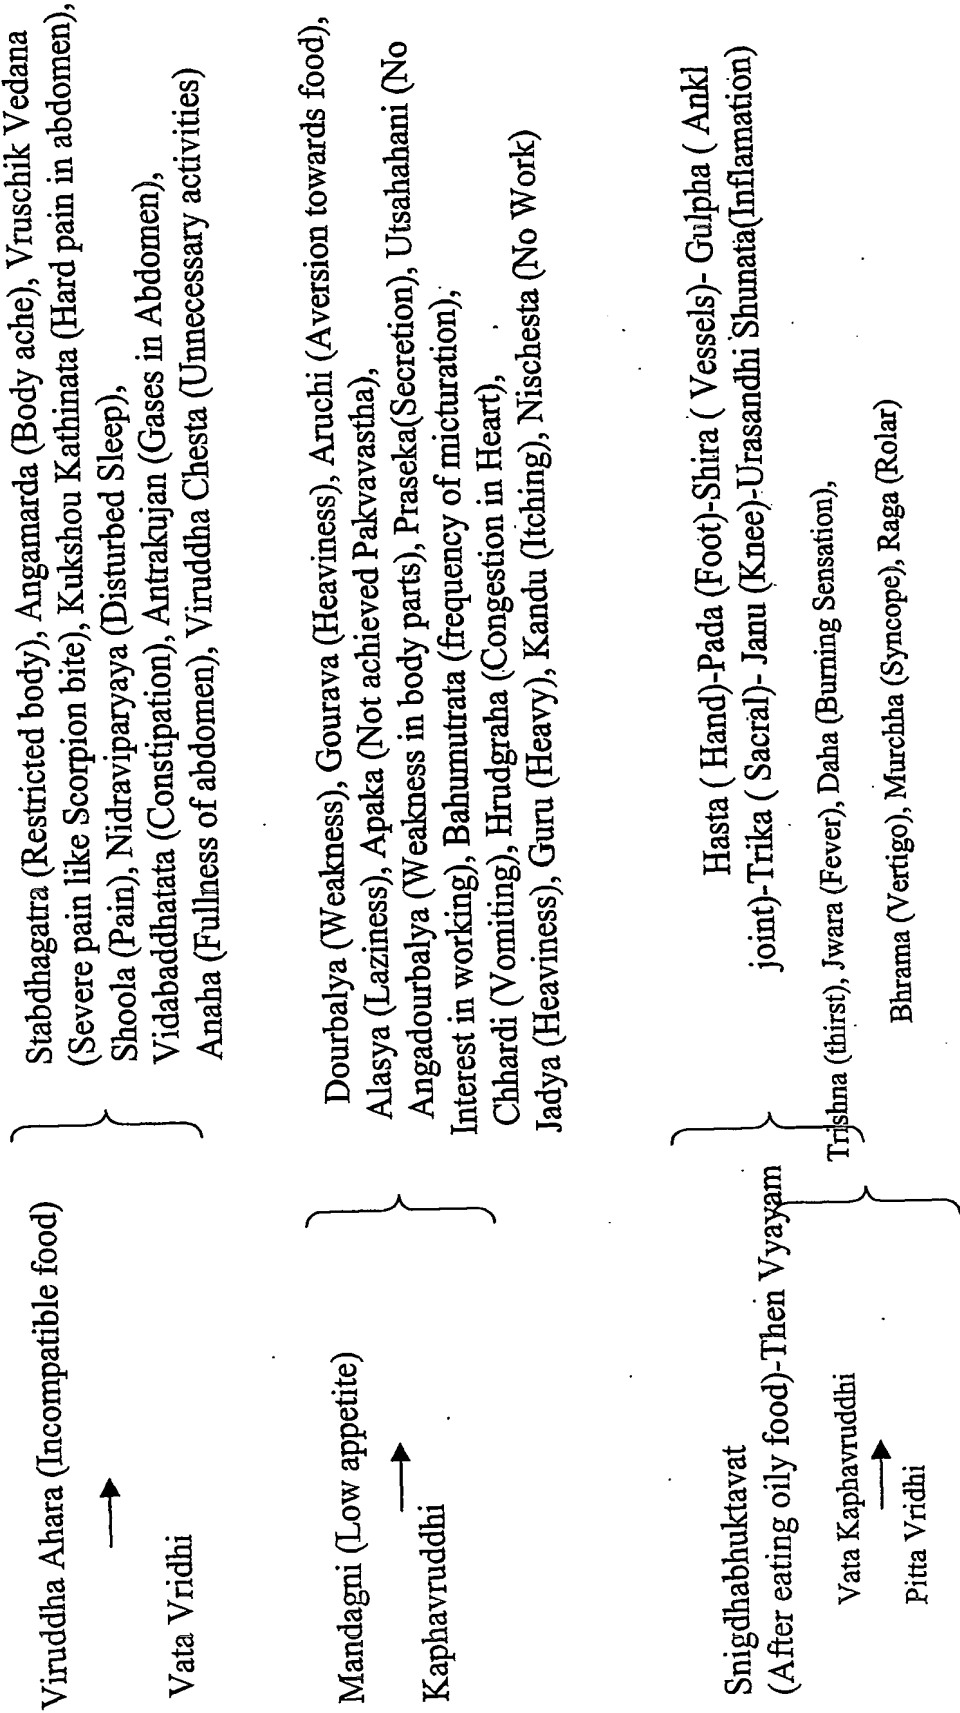 Viruddha Ahara (Incompatible food)
Vata Vridhi
Stabdhagatra (Restricted body), Angamarda (Body ache), Vruschik Vedana
(Severe pain like Scorpion bite), Kukshou Kathinata (Hard pain in abdomen),
Shoola (Pain), Nidraviparyaya (Disturbed Sleep),
Vidabaddhatata (Constipation), Antrakujan (Gases in Abdomen),
Anaha (Fullness of abdomen), Viruddha Chesta (Unnecessary activities)
Mandagni (Low appetite)
Kaphavruddhi
Dourbalya (Weakness), Gourava (Heaviness), Aruchi (Aversion towards food),
Alasya (Laziness), Apaka (Not achieved Pakvavastha),
Angadourbalya (Weakness in body parts), Praseka(Secretion), Utsahahani (No
Interest in working), Bahumutrata (frequency of micturation),
Chhardi (Vomiting), Hrudgraha (Congestion in Heart),
Jadya (Heaviness), Guru (Heavy), Kandu (Itching), Nischesta (No Work)
Snigdhabhuktavat
(After eating oily food)-Then Vyayam
Vata Kaphavruddhi
Pitta Vridhi
Hasta ( Hand)-Pada (Foot)-Shira ( Vessels)- Gulpha ( Ankl
joint)-Trika ( Sacral)- Janu (Knee)-Urasandhi Shunata(Inflamation)
Trishna (thirst), Jwara (Fever), Daha (Burning Sensation),
Bhrama (Vertigo), Murchha (Syncope), Raga (Rolar)